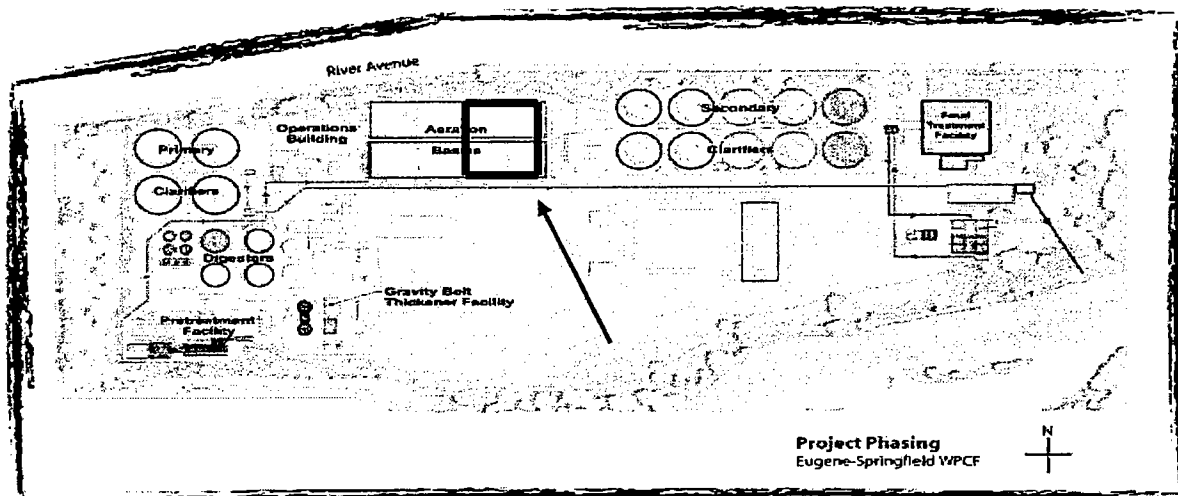 River Avenue
Operations
Building
Aeration
Basins
Primary
Clarifiers
Secondary
Clarifiers
Final
Treatment
Facility
Digestors
Gravity Belt
Thickener Facility
Pretreatment
Facility
N
Project Phasing
Eugene-Springfield WPCF